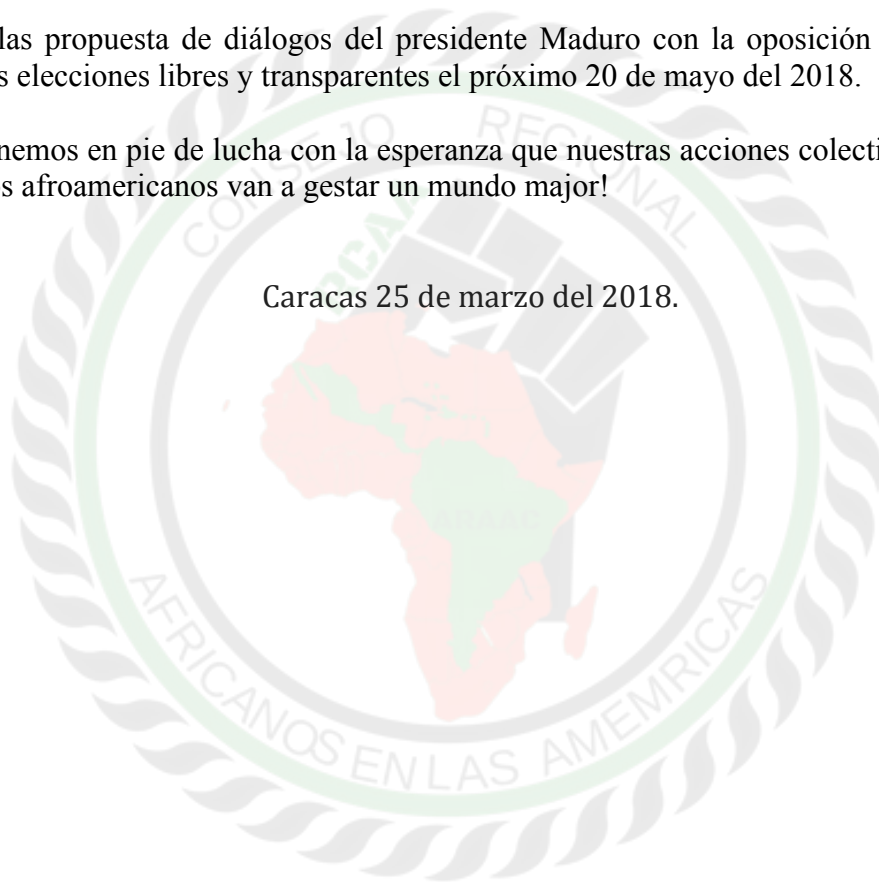 las propuesta de diálogos del presidente Maduro con la oposición
s elecciones libres y transparentes el próximo 20 de mayo del 2018.
nemos en pie de lucha con la esperanza que nuestras acciones colecti
s afroamericanos van a gestar un mundo major!
Caracas 25 de marzo del 2018.
CONSEJO REGIONAL
RCAA
AFRICANOS EN LAS AMEMRICAS